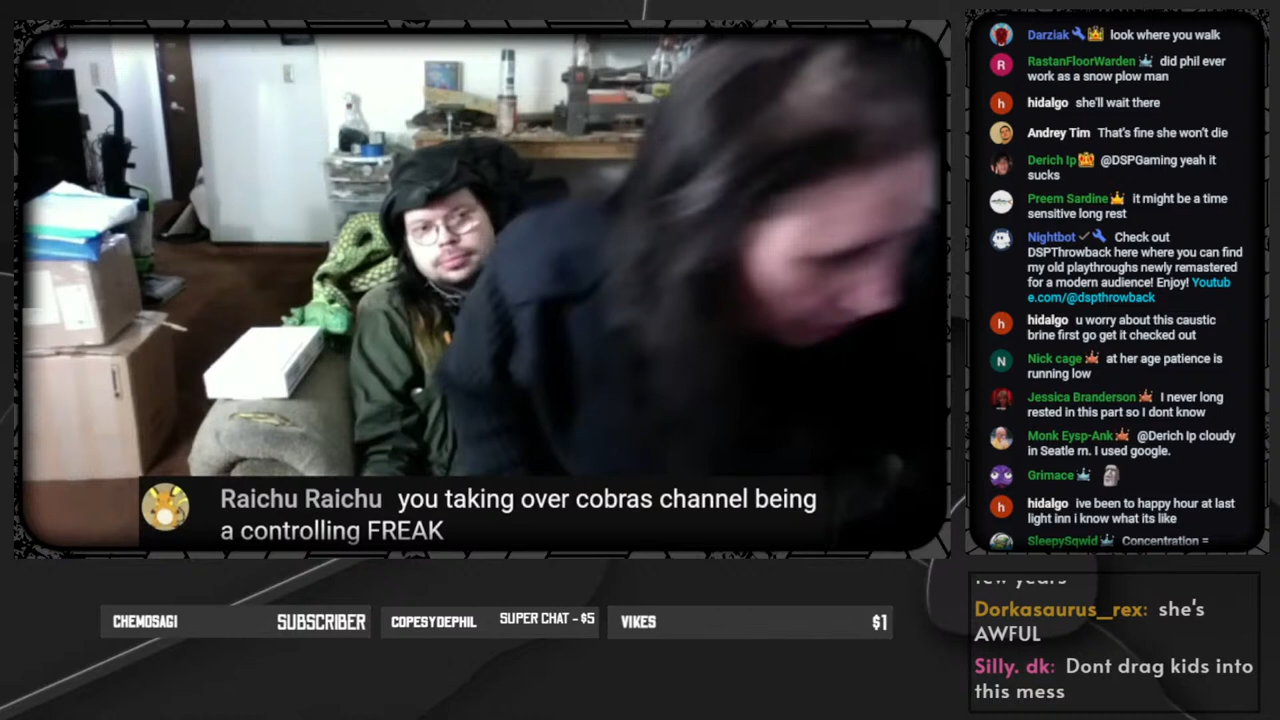 Raichu Raichu you taking over cobras channel being
a controlling FREAK
CHEMOSAGI SUBSCRIBER
COPESYDEPHIL SUPER CHAT - $5
VIKES $1
Darziak look where you walk
RastanFloorWarden did phil ever
work as a snow plow man
hidalgo she'll wait there
Andrey Tim That's fine she won't die
Derich Ip @DSPGaming yeah it
sucks
Preem Sardine it might be a time
sensitive long rest
Nightbot Check out
DSPThrowback here where you can find
my old playthroughs newly remastered
for a modern audience! Enjoy! Youtub
e.com/@dspthrowback
hidalgo u worry about this caustic
brine first go get it checked out
Nick cage at her age patience is
running low
Jessica Branderson I never long
rested in this part so I dont know
Monk Eysp-Ank @Derich Ip cloudy
in Seatle rn. I used google.
Grimace
hidalgo ive been to happy hour at last
light inn i know what its like
SleepySqwid Concentration =
few years
Dorkasaurus_rex: she's
AWFUL
Silly. dk: Dont drag kids into
this mess